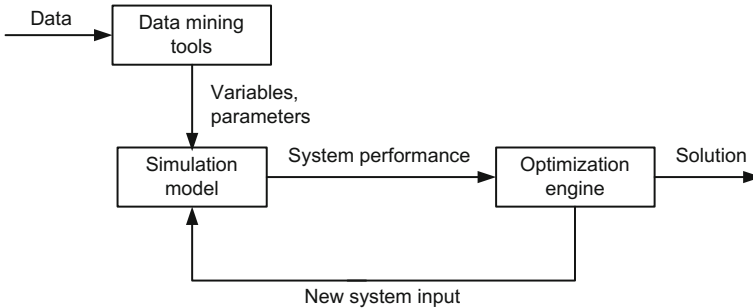 Data
Data mining
tools
Variables,
parameters
Simulation
model
System performance
Optimization
engine
Solution
New system input